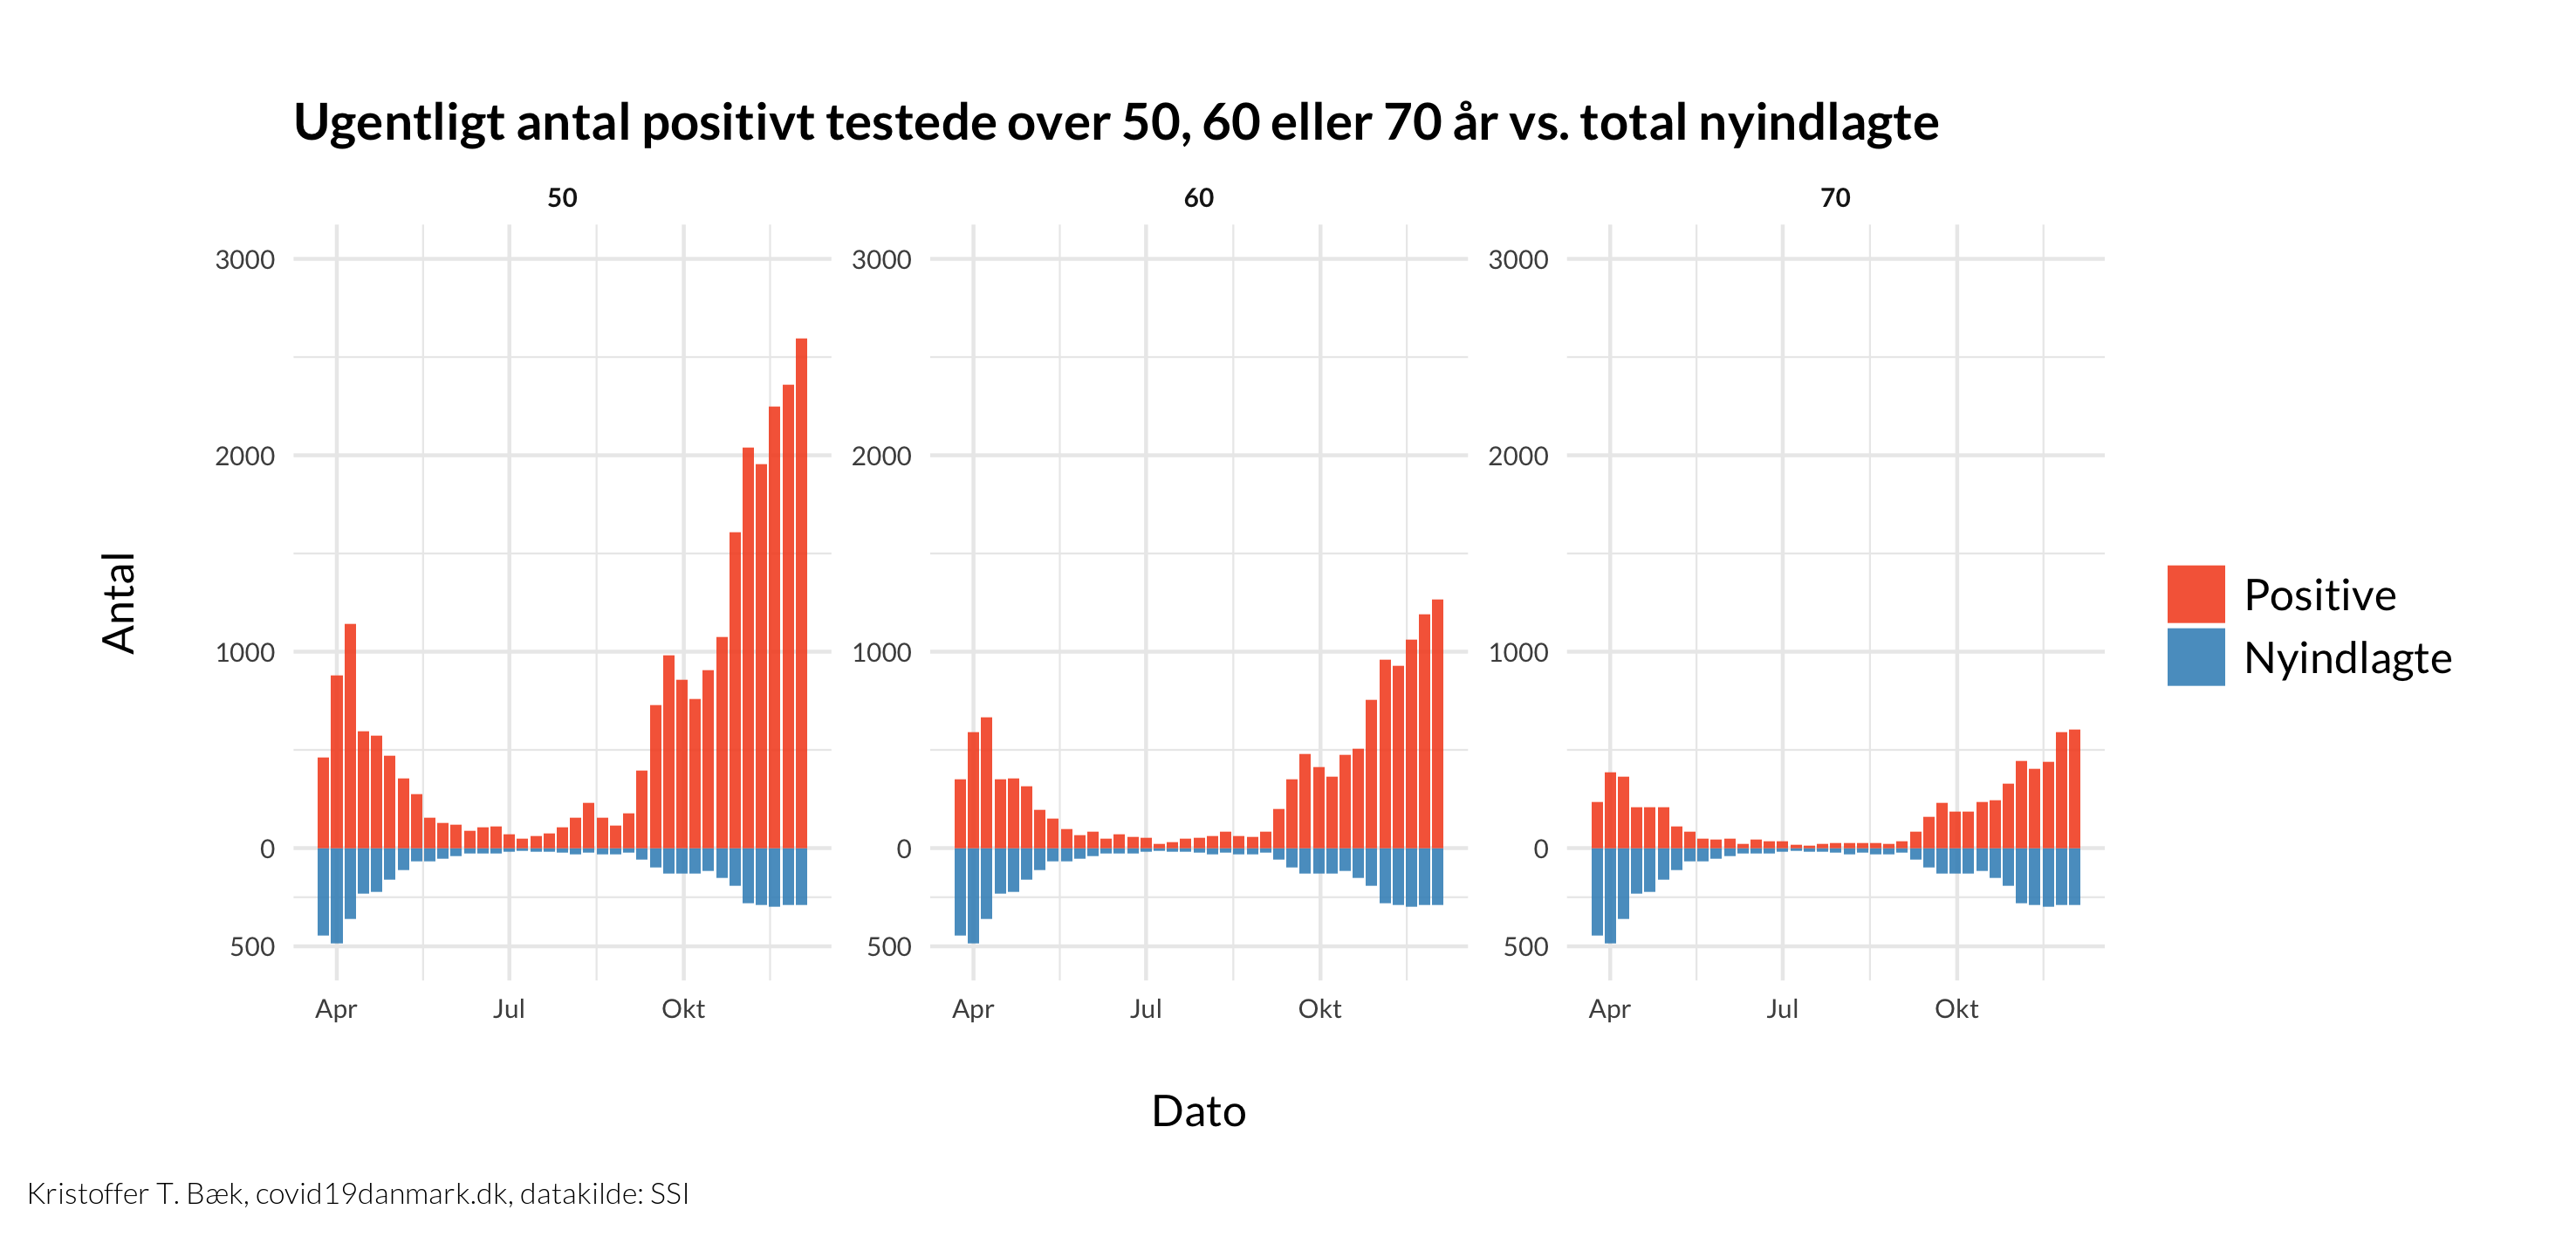 Ugentligt antal positivt testede over 50, 60 eller 70 år vs. total nyindlagte
50
60
70
3000
2000
1000
0
500
3000
2000
1000
0
500
3000
2000
1000
0
500
Antal
Apr
Jul
Okt
Apr
Jul
Okt
Apr
Jul
Okt
Dato
Positive
Nyindlagte
Kristoffer T. Bæk, covid19danmark.dk, datakilde: SSI